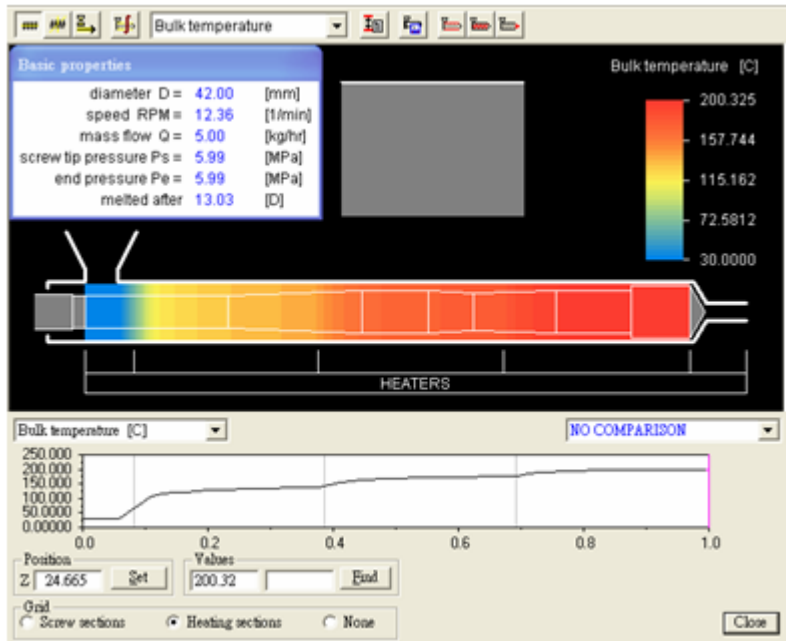 Bulk temperature
Basic properties
diameter D = 42.00 [mm]
speed RPM = 12.36 [1/min]
mass flow Q = 5.00 [kg/hr]
screw tip pressure Ps = 5.99 [MPa]
end pressure Pe = 5.99 [MPa]
melted after 13.03 [D]
Bulk temperature [C]
200.325
157.744
115.162
72.5812
30.0000
HEATERS
Bulk temperature [C]
NO COMPARISON
250.000
200.000
150.000
100.000
50.0000
0.00000
0.0 0.2 0.4 0.6 0.8 1.0
Position
Z 24.665 Set
Values
200.32 Find
Grid
Screw sections Heating sections None
Close